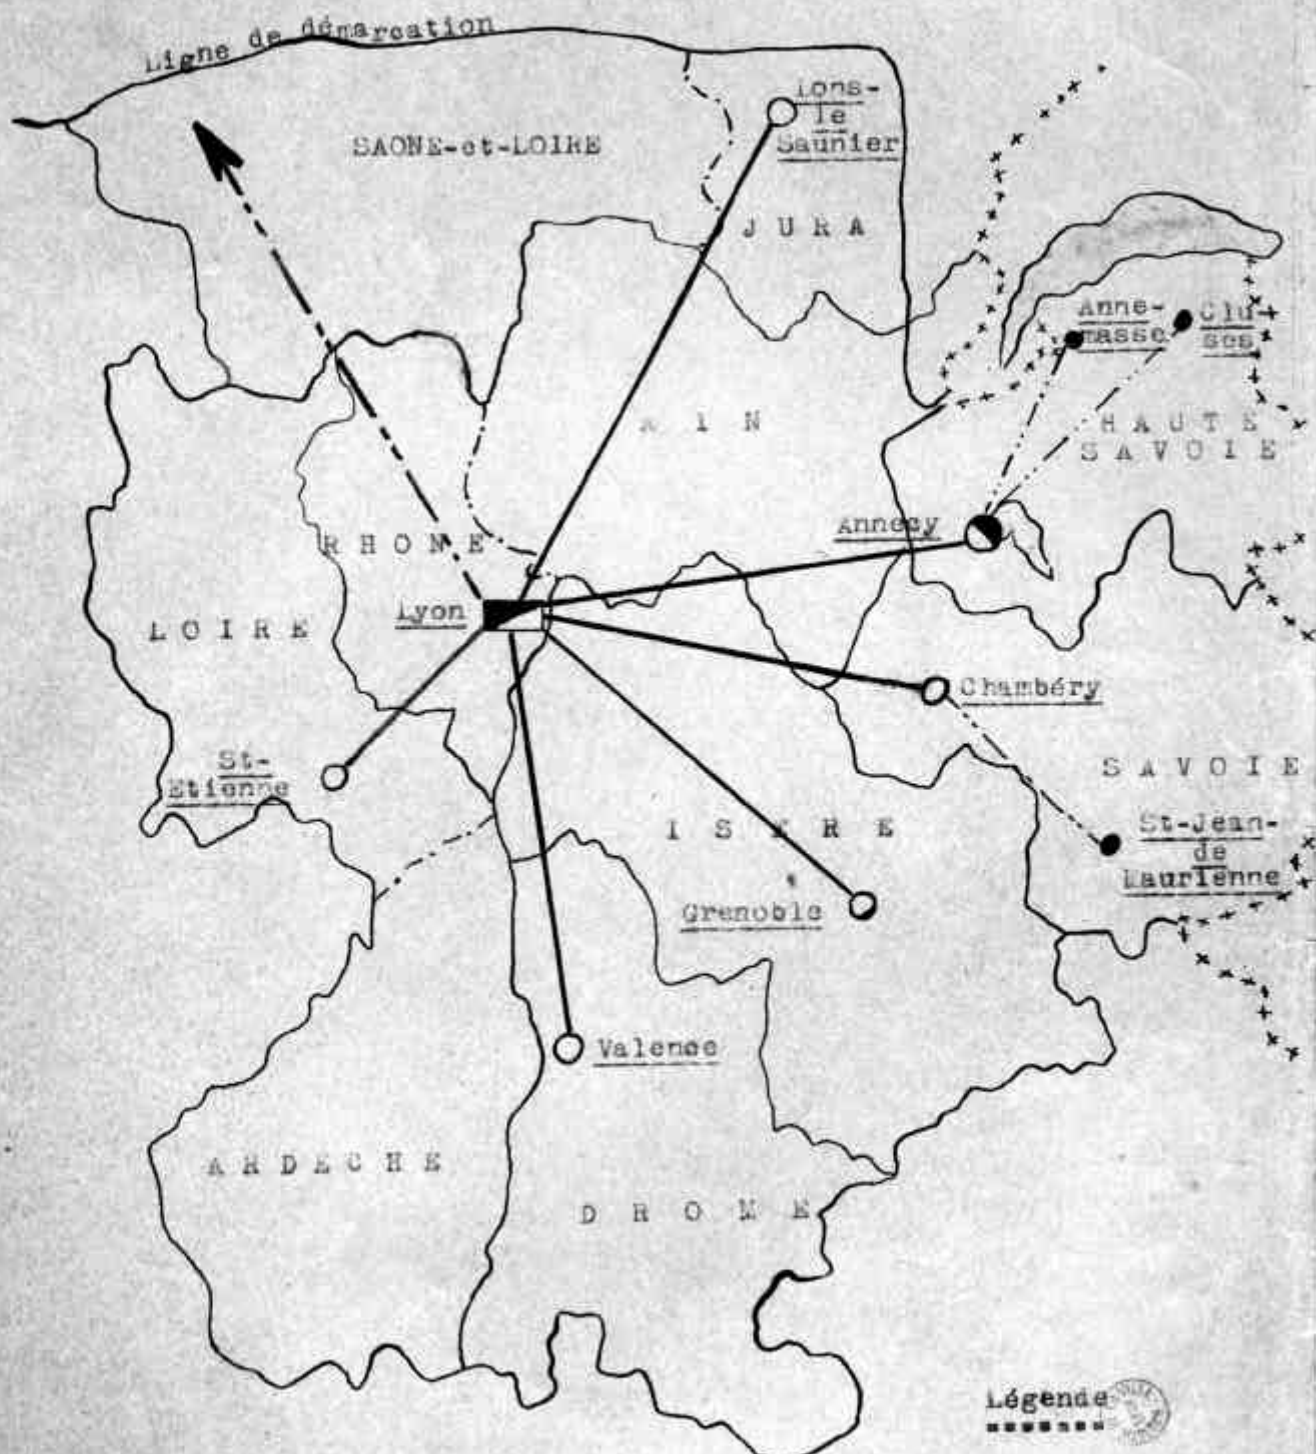 Ligne de démarcation
Lons-
le
Saunier
SAONE-et-LOIRE
JURA
Anne-
masse
Clu-
ses
AIN
HAUTE
SAVOIE
Annecy
RHONE
Lyon
LOIRE
Chambéry
St-
Etienne
SAVOIE
ISERE
St-Jean-
de
Maurienne
Grenoble
Valence
ARDECHE
DROME
Légende